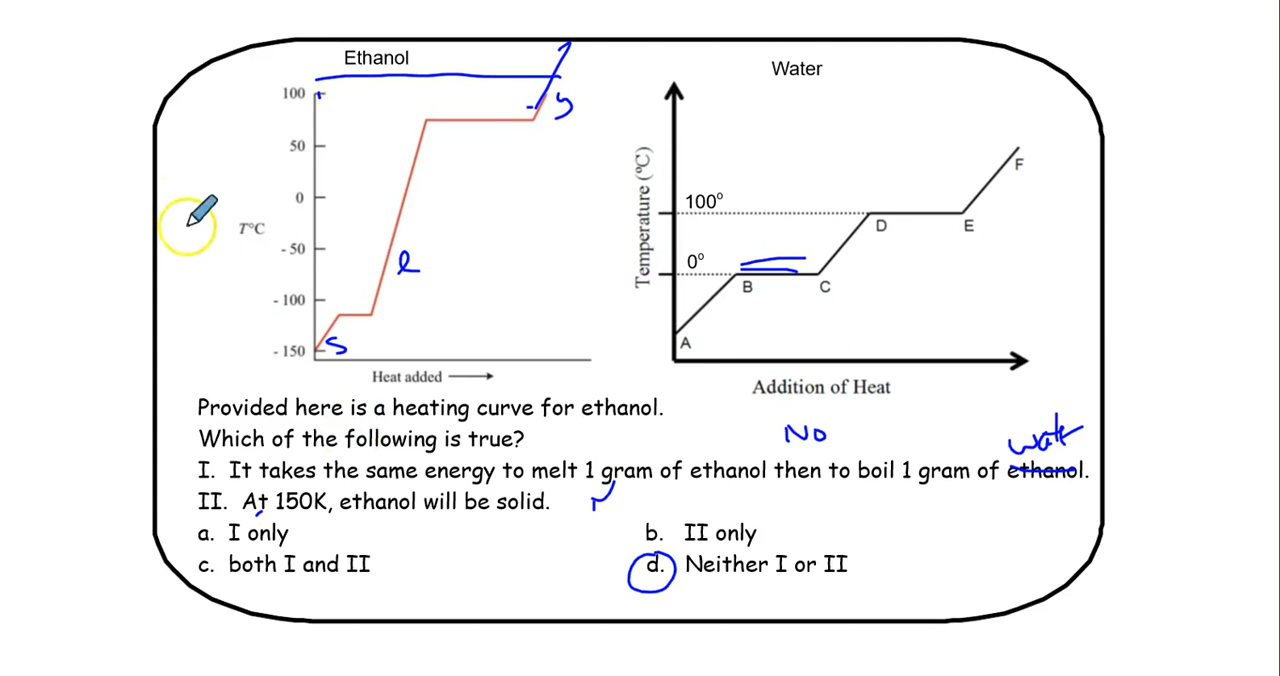 Ethanol
Water
100
50
0
T°C
- 50
- 100
- 150
Heat added
s
l
g
Temperature (°C)
100°
0°
A
B
C
D
E
F
Addition of Heat
Provided here is a heating curve for ethanol.
Which of the following is true?
No
water
I. It takes the same energy to melt 1 gram of ethanol then to boil 1 gram of ethanol.
II. At 150K, ethanol will be solid.
a. I only
b. II only
c. both I and II
d. Neither I or II